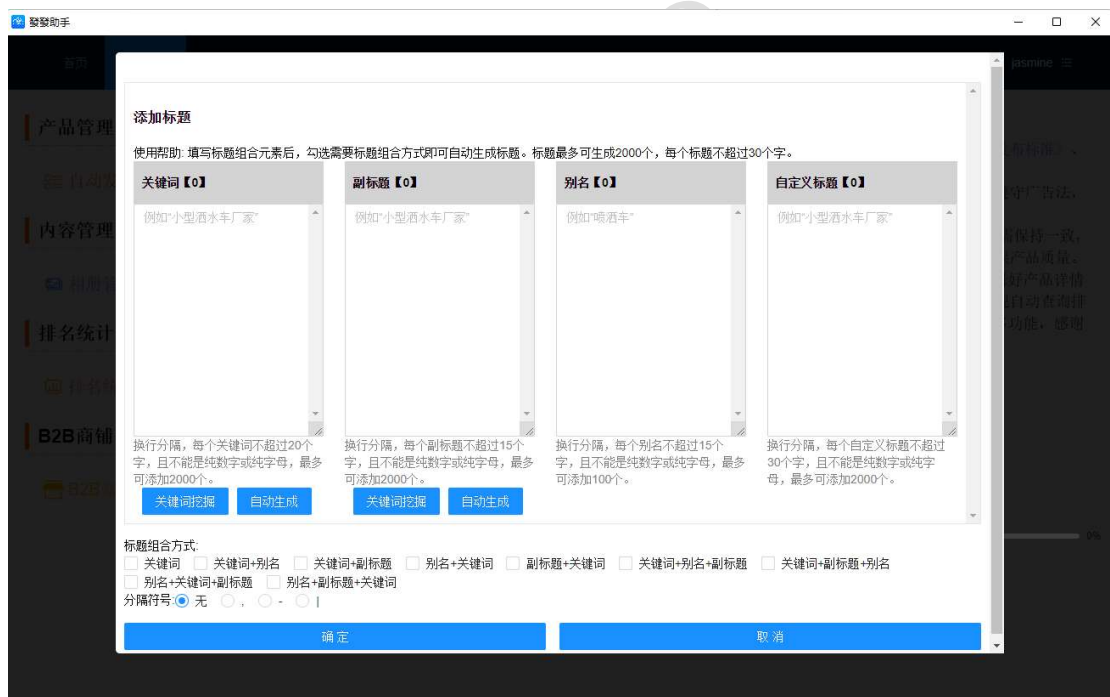 發發助手
首页
jasmine
产品管理
内容管理
排名统计
B2B商铺
B2B
添加标题
使用帮助: 填写标题组合元素后，勾选需要标题组合方式即可自动生成标题。标题最多可生成2000个，每个标题不超过30个字。
关键词【0】 副标题【0】 别名【0】 自定义标题【0】
例如“小型洒水车厂家” 例如“小型洒水车厂家” 例如“喷洒车” 例如“小型洒水车厂家”
换行分隔，每个关键词不超过20个
字，且不能是纯数字或纯字母，最多
可添加2000个。
关键词挖掘 自动生成
换行分隔，每个副标题不超过15个
字，且不能是纯数字或纯字母，最多
可添加2000个。
关键词挖掘 自动生成
换行分隔，每个别名不超过15个
字，且不能是纯数字或纯字母，最多
可添加100个。
换行分隔，每个自定义标题不超过
30个字，且不能是纯数字或纯字
母，最多可添加2000个。
标题组合方式:
关键词 关键词+别名 关键词+副标题 别名+关键词 副标题+关键词 关键词+别名+副标题 关键词+副标题+别名
别名+关键词+副标题 别名+副标题+关键词
分隔符号: 无 , - |
确定 取消
0%